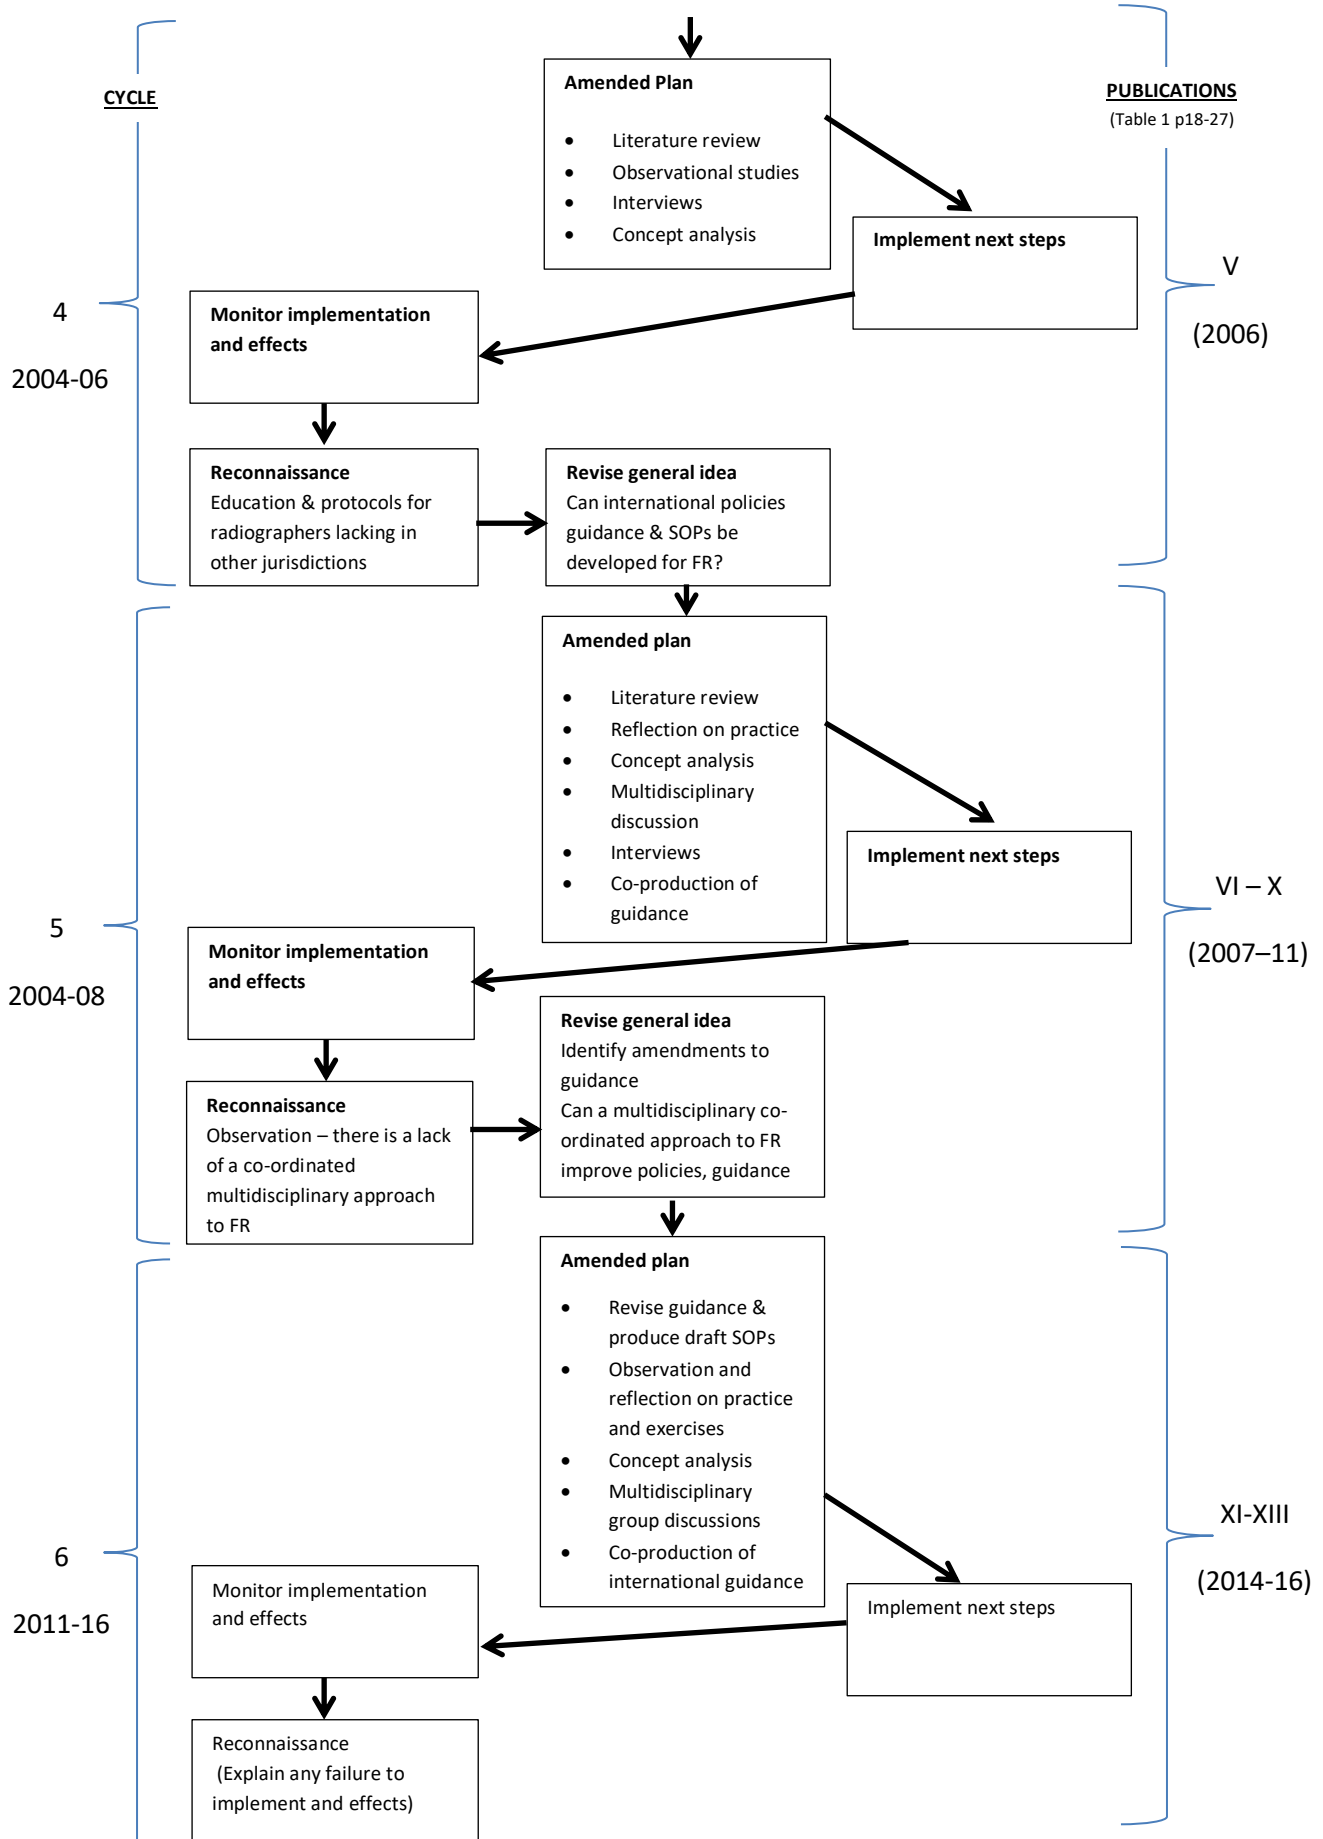 CYCLE
PUBLICATIONS
(Table 1 p18-27)
Amended Plan
• Literature review
• Observational studies
• Interviews
• Concept analysis
Implement next steps
V
(2006)
4
2004-06
Monitor implementation
and effects
Reconnaissance
Education & protocols for
radiographers lacking in
other jurisdictions
Revise general idea
Can international policies
guidance & SOPs be
developed for FR?
Amended plan
• Literature review
• Reflection on practice
• Concept analysis
• Multidisciplinary
discussion
• Interviews
• Co-production of
guidance
Implement next steps
VI – X
(2007–11)
5
2004-08
Monitor implementation
and effects
Reconnaissance
Observation – there is a lack
of a co-ordinated
multidisciplinary approach
to FR
Revise general idea
Identify amendments to
guidance
Can a multidisciplinary co-
ordinated approach to FR
improve policies, guidance
Amended plan
• Revise guidance &
produce draft SOPs
• Observation and
reflection on practice
and exercises
• Concept analysis
• Multidisciplinary
group discussions
• Co-production of
international guidance
Implement next steps
XI-XIII
(2014-16)
6
2011-16
Monitor implementation
and effects
Reconnaissance
(Explain any failure to
implement and effects)